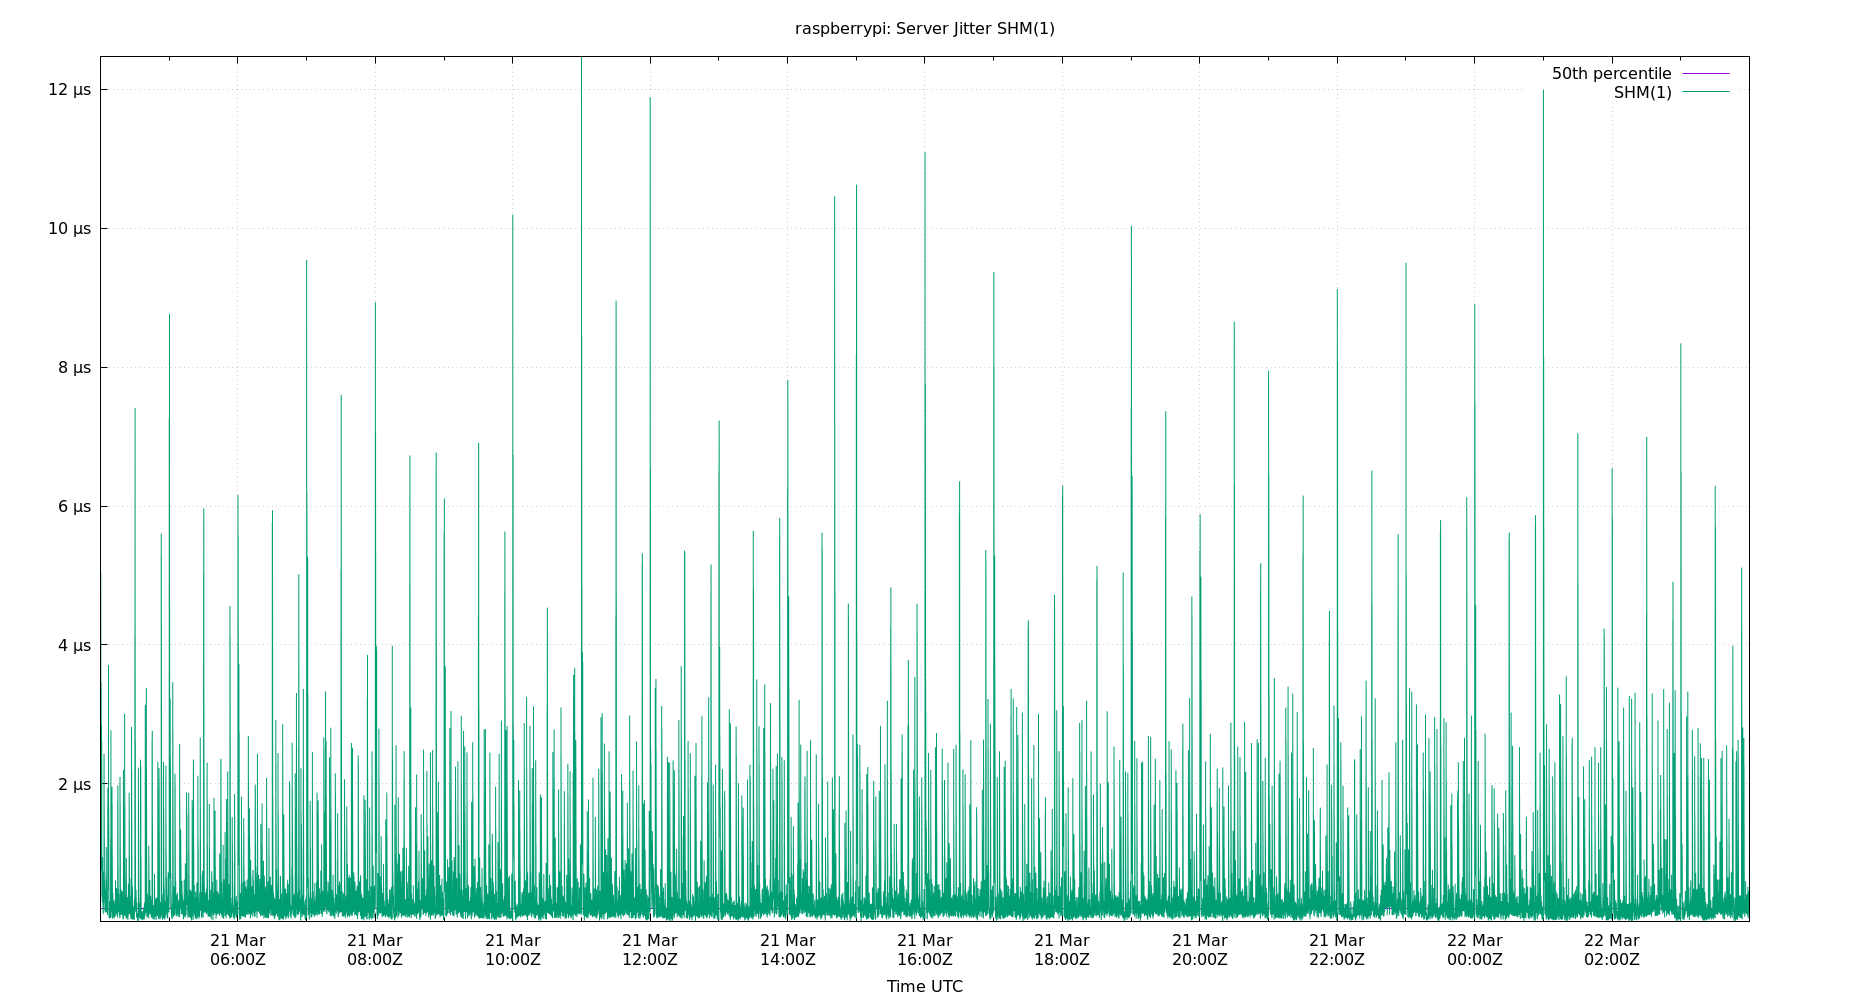 raspberrypi: Server Jitter SHM(1)
50th percentile
SHM(1)
12 µs
10 µs
8 µs
6 µs
4 µs
2 µs
21 Mar 21 Mar 21 Mar 21 Mar 21 Mar 21 Mar 21 Mar 21 Mar 21 Mar 22 Mar 22 Mar
06:00Z 08:00Z 10:00Z 12:00Z 14:00Z 16:00Z 18:00Z 20:00Z 22:00Z 00:00Z 02:00Z
Time UTC